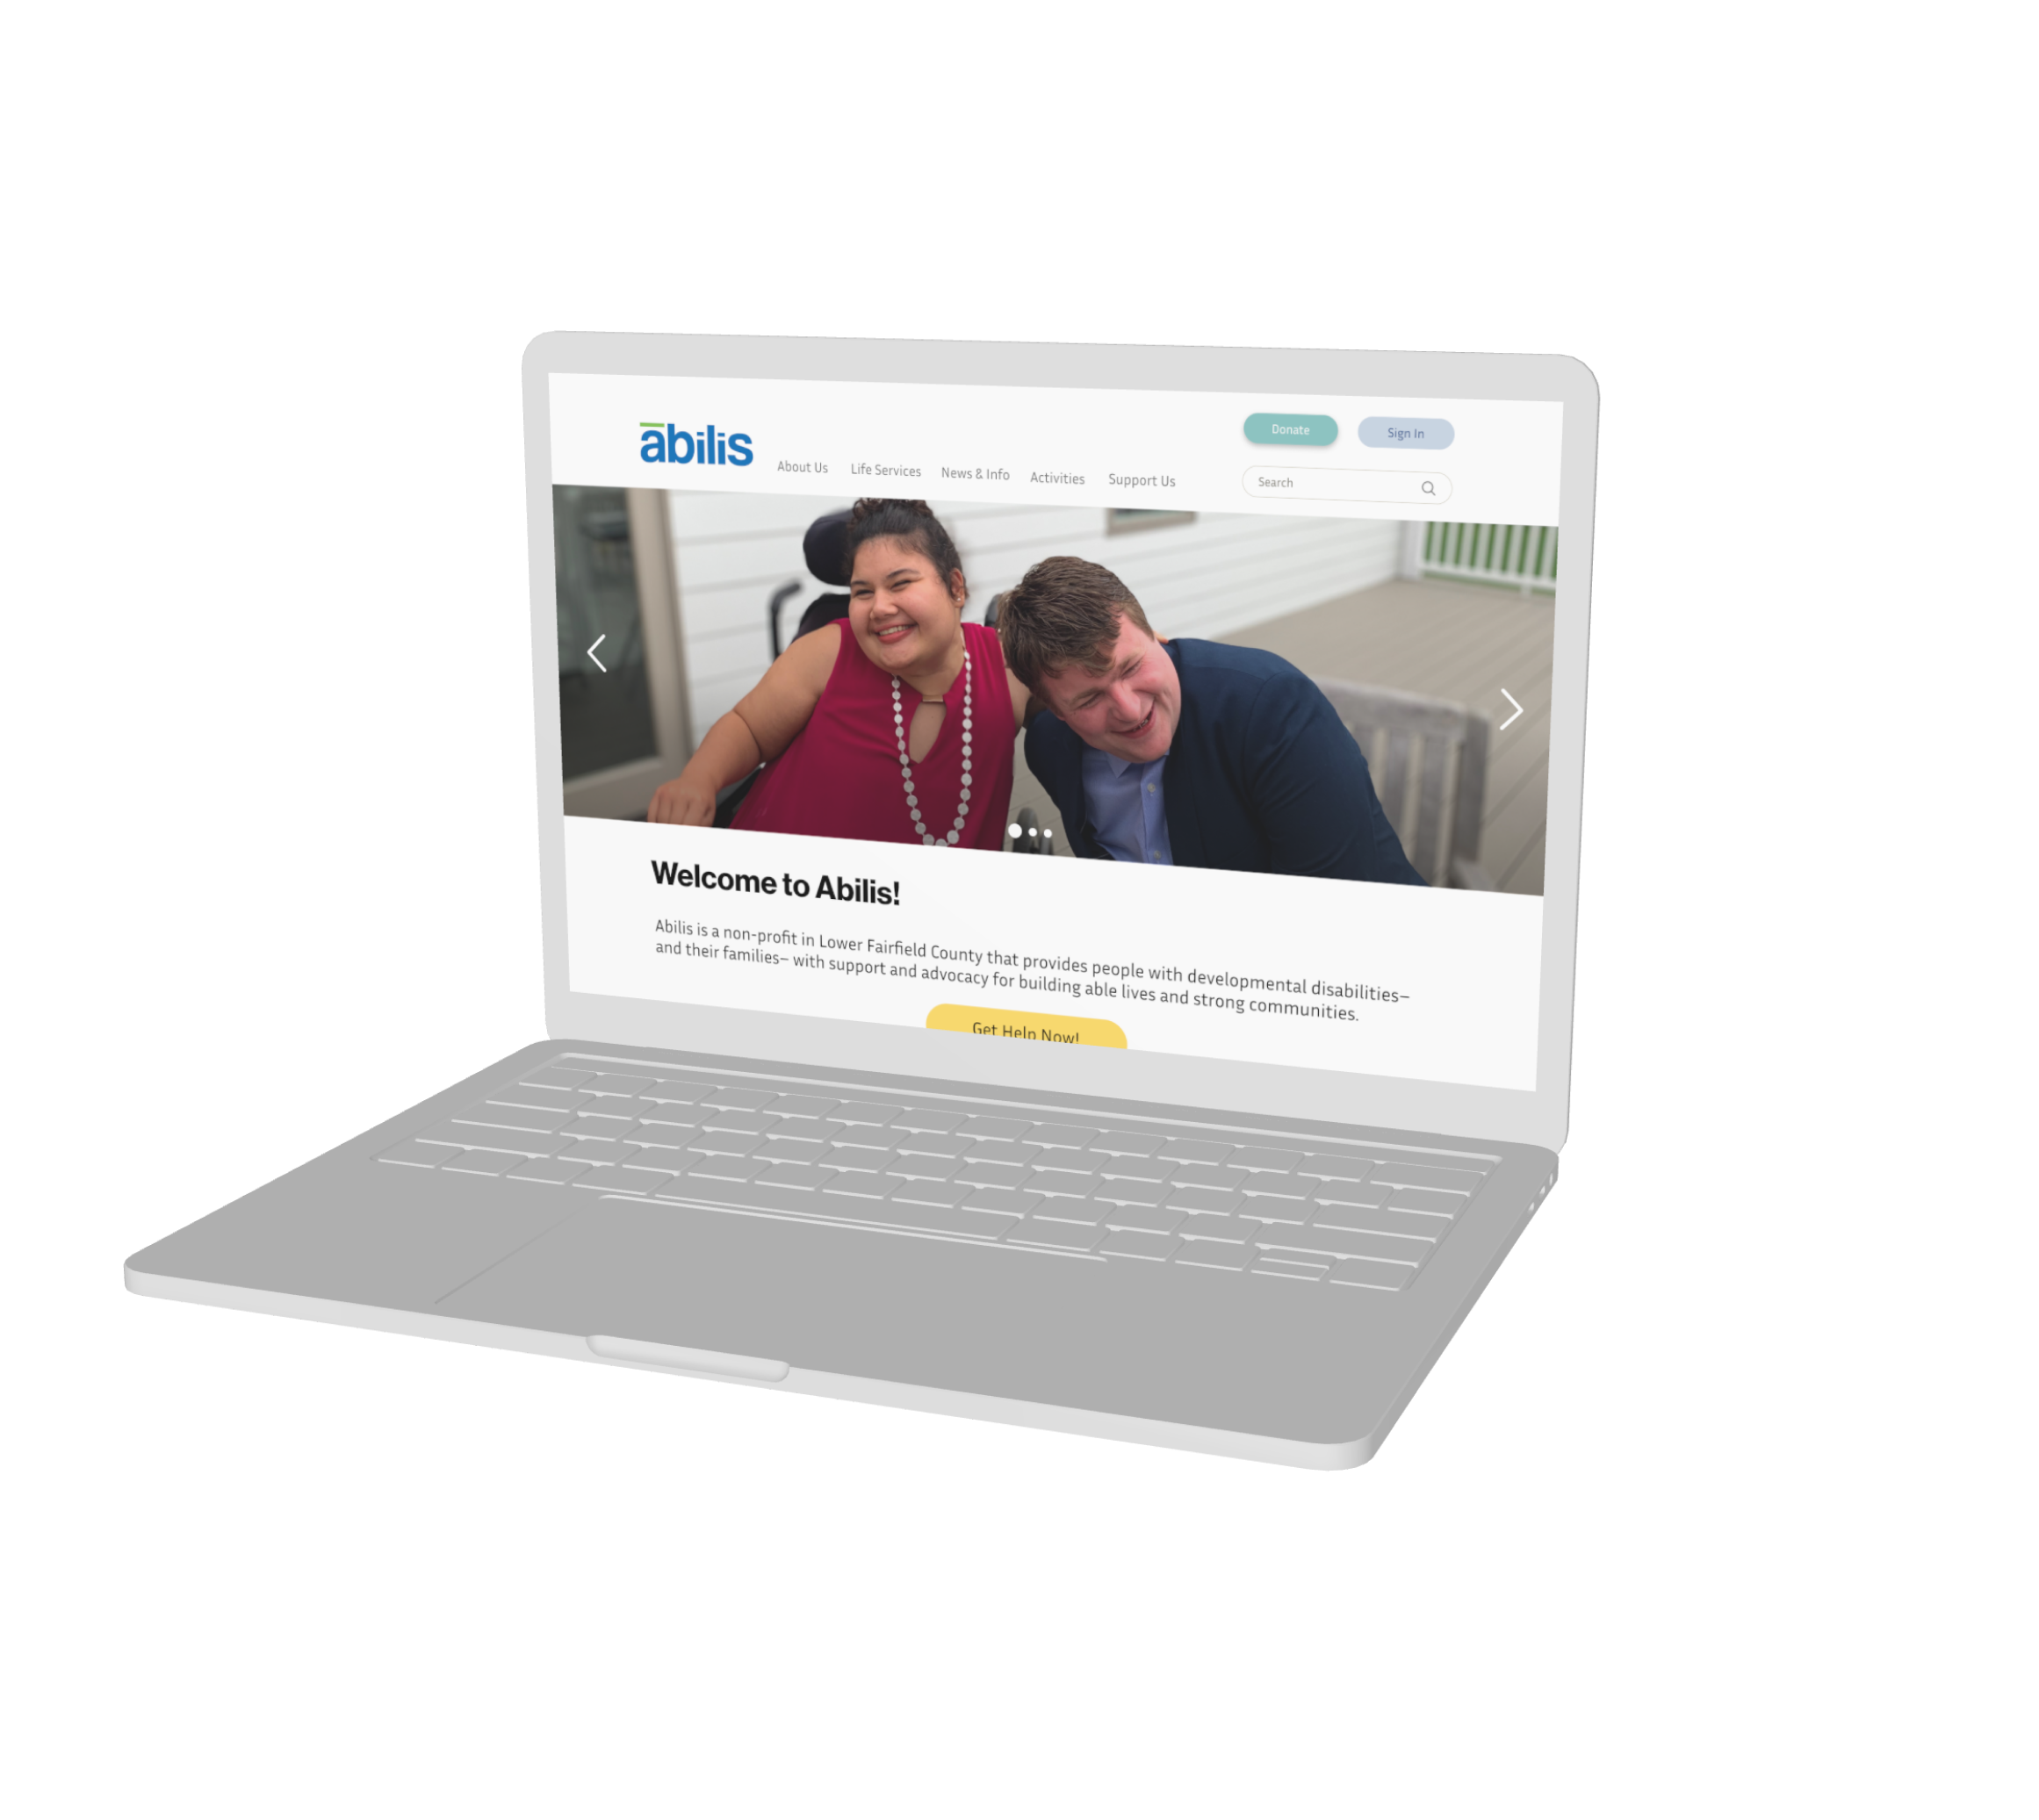 abilis
About Us
Life Services
News & Info
Activities
Support Us
Donate
Sign In
Search
Welcome to Abilis!
Abilis is a non-profit in Lower Fairfield County that provides people with developmental disabilities–
and their families– with support and advocacy for building able lives and strong communities.
Get Help Now!